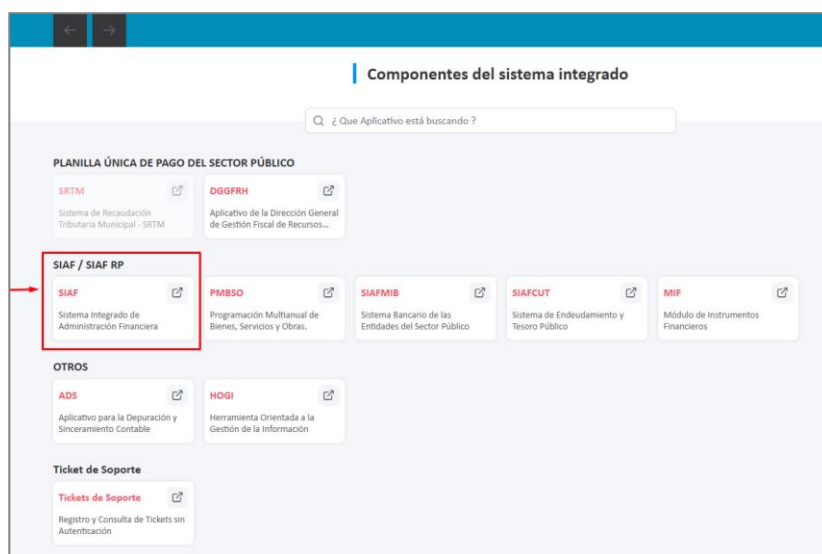 Componentes del sistema integrado
¿ Que Aplicativo está buscando ?
PLANILLA ÚNICA DE PAGO DEL SECTOR PÚBLICO
SRTM
Sistema de Recaudación
Tributaria Municipal - SRTM
DGGFRH
Aplicativo de la Dirección General
de Gestión Fiscal de Recursos...
SIAF / SIAF RP
SIAF
Sistema Integrado de
Administración Financiera
PMBSO
Programación Multianual de
Bienes, Servicios y Obras.
SIAFMIB
Sistema Bancario de las
Entidades del Sector Público
SIAFCUT
Sistema de Endeudamiento y
Tesoro Público
MIF
Módulo de Instrumentos
Financieros
OTROS
ADS
Aplicativo para la Depuración y
Sinceramiento Contable
HOGI
Herramienta Orientada a la
Gestión de la Información
Ticket de Soporte
Tickets de Soporte
Registro y Consulta de Tickets sin
Autenticación